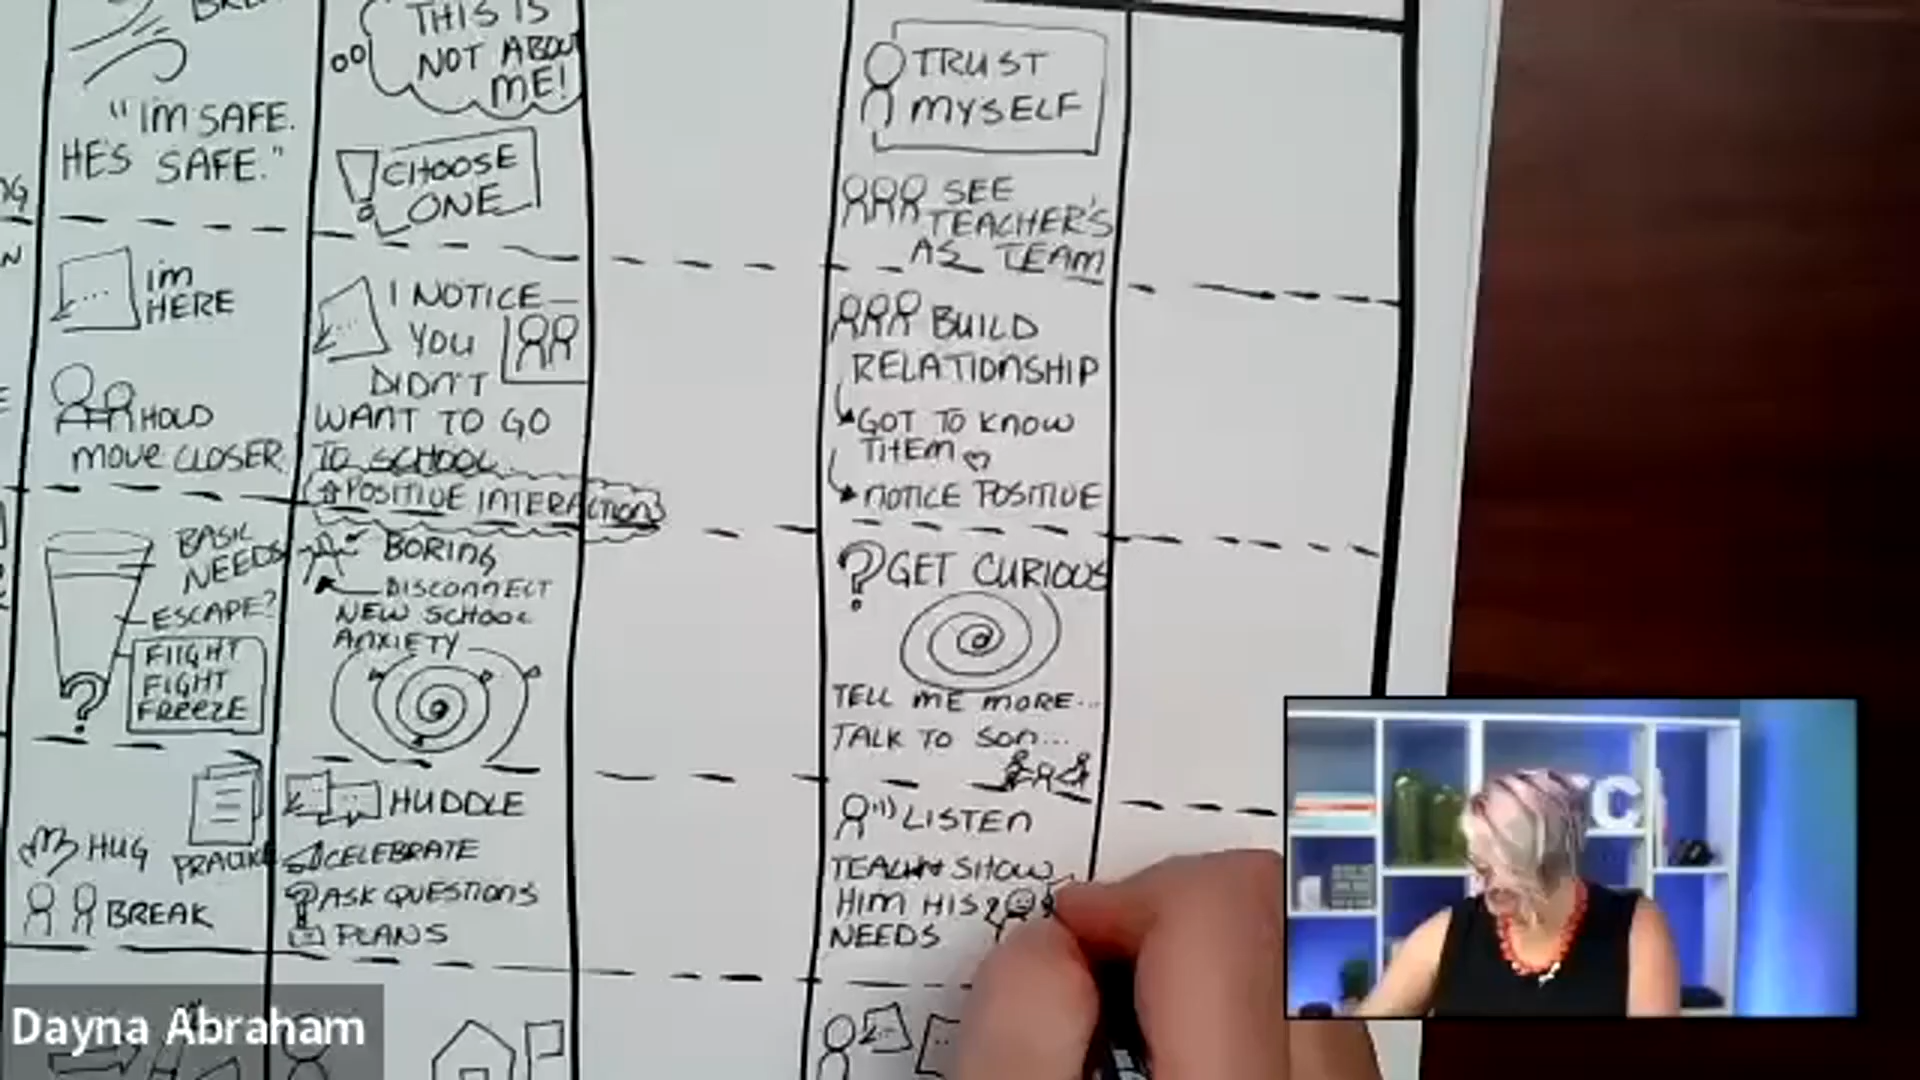 "I'M SAFE.
HE'S SAFE."
I'm
HERE
HOLD
MOVE CLOSER
BASIC
NEEDS
ESCAPE?
FIIGHT
FIGHT
FREEZE
?
HUG
BREAK
THIS IS
NOT ABOUT
ME!
CHOOSE
ONE
I NOTICE
YOU
DIDN'T
WANT TO GO
TO SCHOOL
POSITIVE INTERACTION
BORING
DISCONNECT
NEW SCHOOL
ANXIETY
HUDDLE
CELEBRATE
ASK QUESTIONS
PLANS
TRUST
MYSELF
SEE
TEACHER'S
AS TEAM
BUILD
RELATIONSHIP
GOT TO KNOW
THEM
NOTICE POSITIVE
? GET CURIOUS
TELL ME MORE...
TALK TO SON...
LISTEN
SHOW
HIM HIS
NEEDS
Dayna Abraham